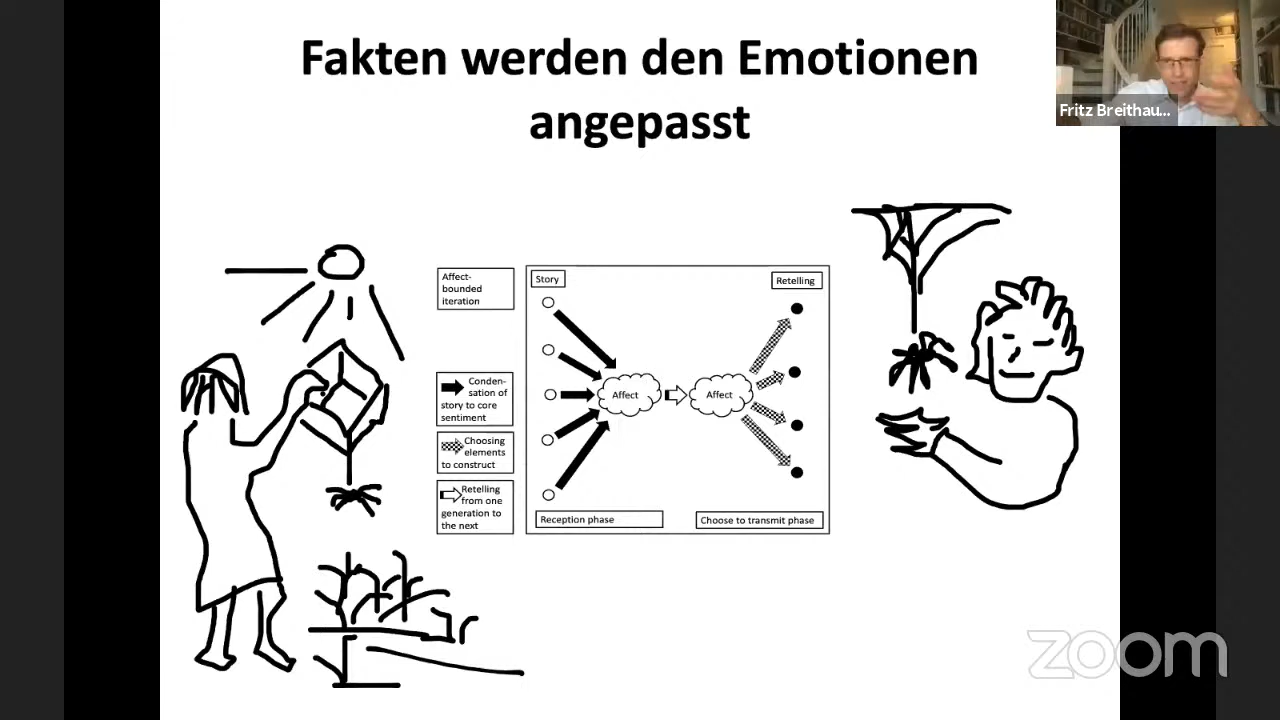 Fakten werden den Emotionen
angepasst
Fritz Breithau...
Affect-
bounded
iteration
Story
Retelling
Conden-
sation of
story to core
sentiment
Affect
Affect
Choosing
elements
to construct
Retelling
from one
generation to
the next
Reception phase
Choose to transmit phase
zoom